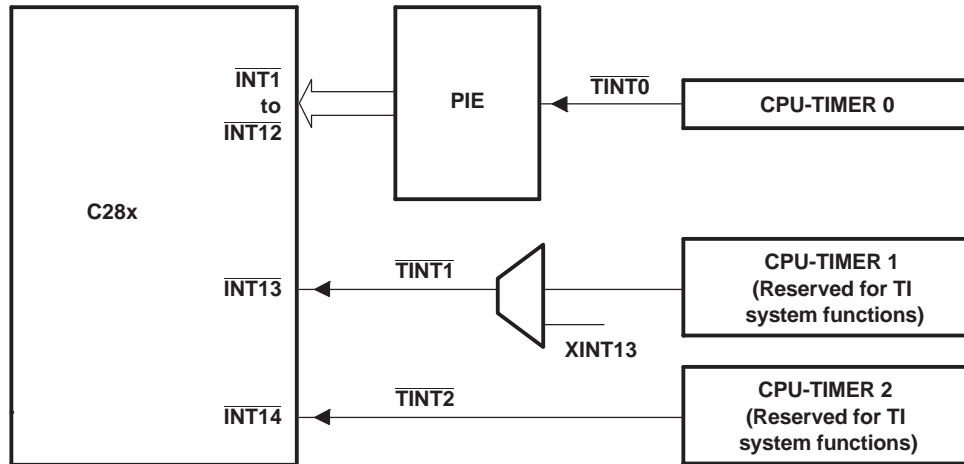 INT1
to
INT12
PIE
TINT0
CPU-TIMER 0
C28x
INT13
TINT1
XINT13
CPU-TIMER 1
(Reserved for TI
system functions)
INT14
TINT2
CPU-TIMER 2
(Reserved for TI
system functions)